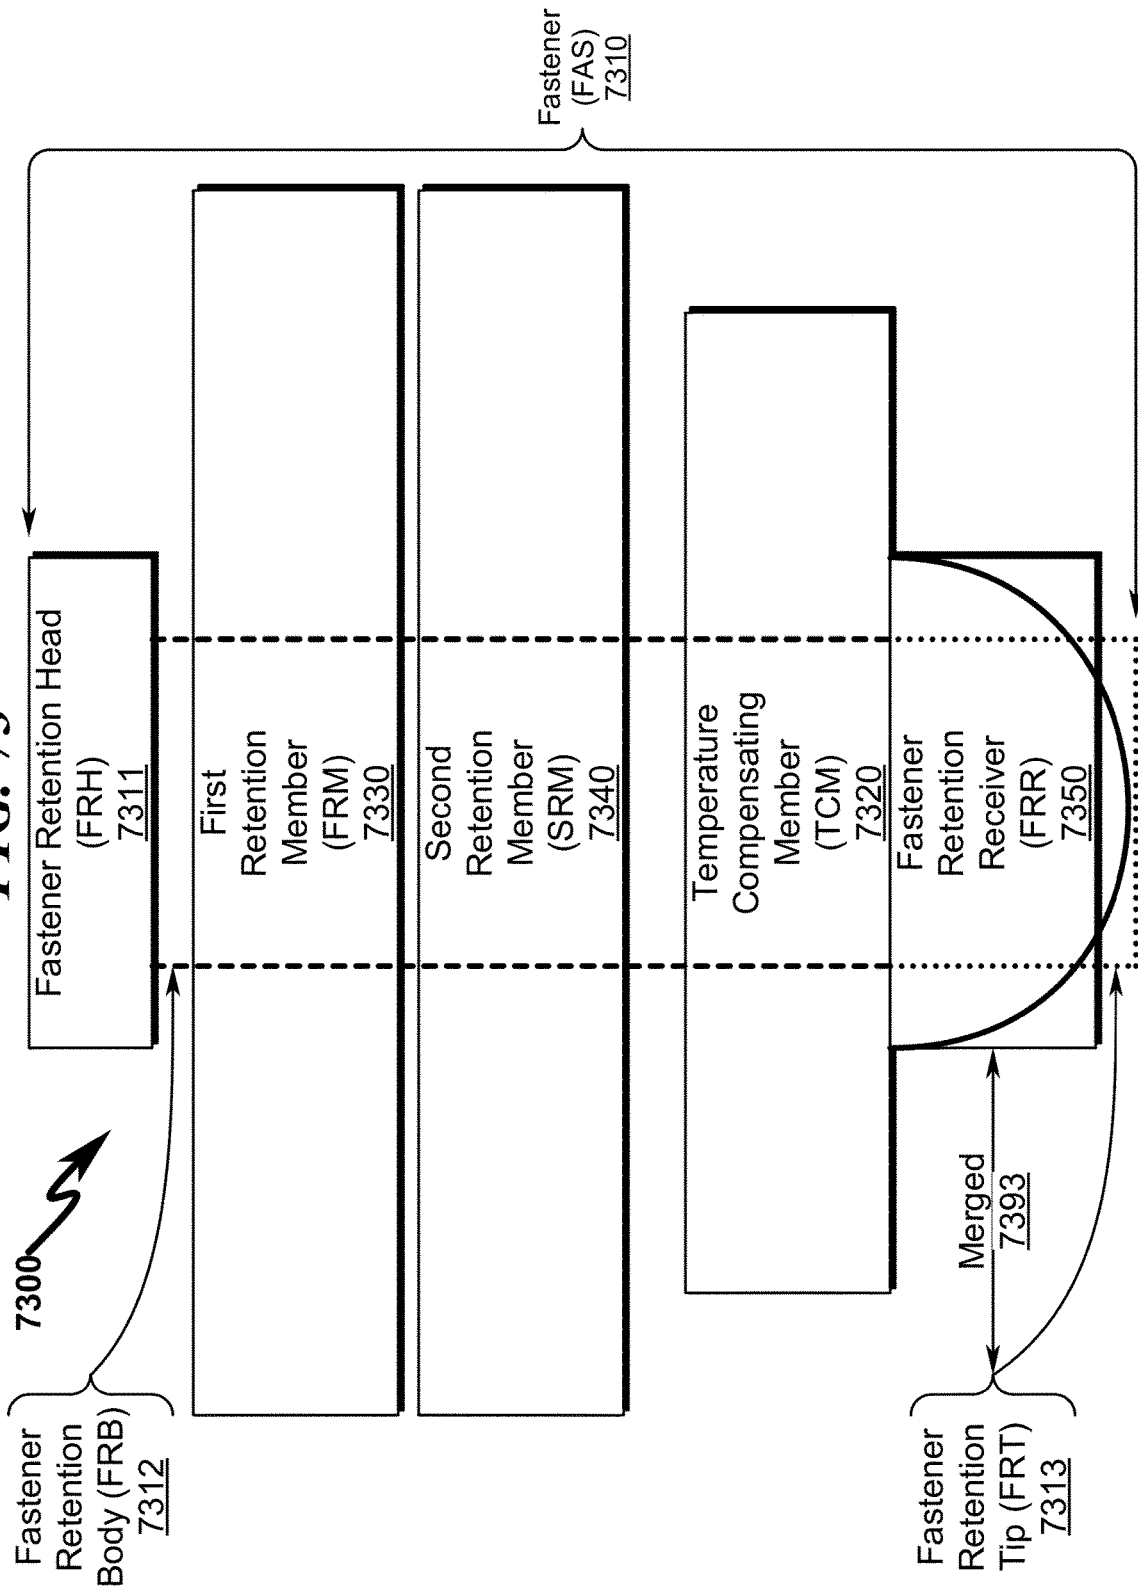 Fastener
(FAS)
7310
Fastener Retention Head
(FRH)
7311
7300
Fastener
Retention
Body (FRB)
7312
First
Retention
Member
(FRM)
7330
Second
Retention
Member
(SRM)
7340
Temperature
Compensating
Member
(TCM)
7320
Fastener
Retention
Receiver
(FRR)
7350
Merged
7393
Fastener
Retention
Tip (FRT)
7313